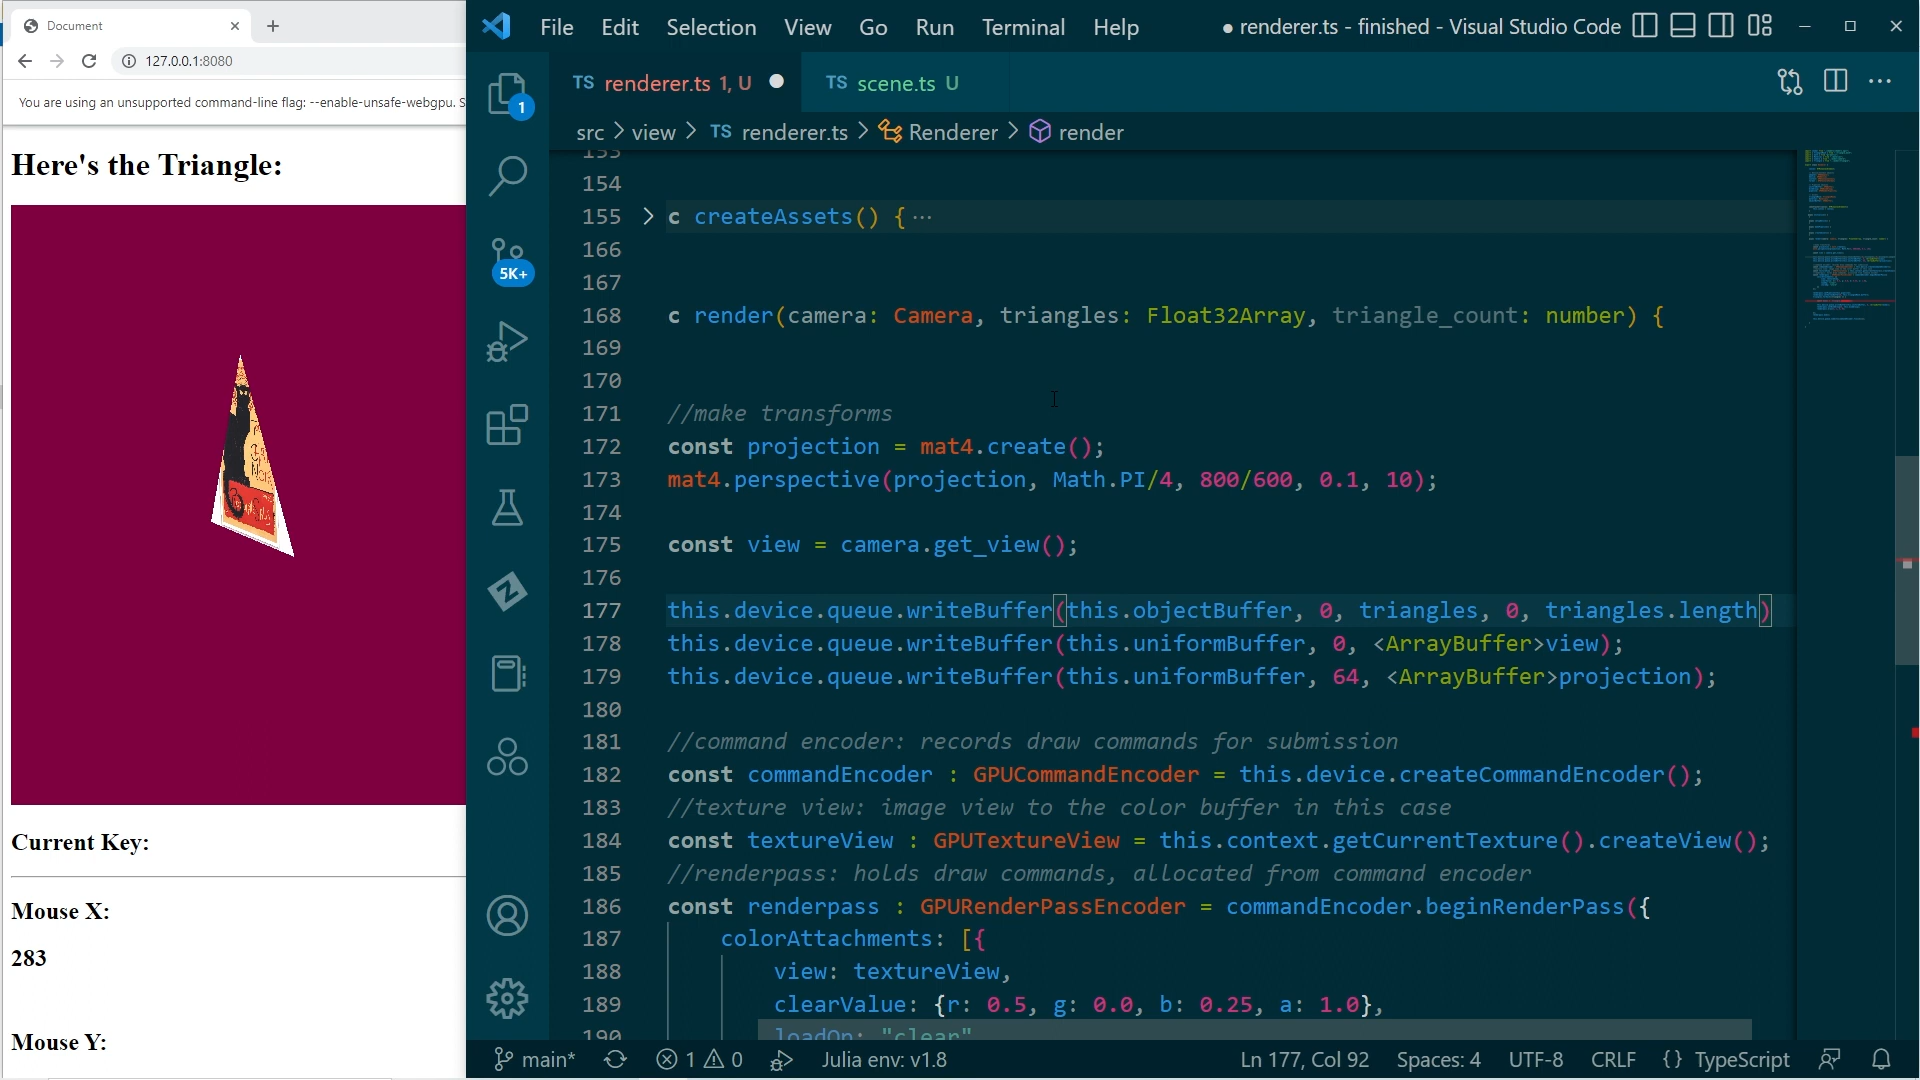 Document
127.0.0.1:8080
You are using an unsupported command-line flag: --enable-unsafe-webgpu. S
Here's the Triangle:
Current Key:
Mouse X:
283
Mouse Y:
File Edit Selection View Go Run Terminal Help
● renderer.ts - finished - Visual Studio Code
TS renderer.ts 1, U
TS scene.ts U
src > view > TS renderer.ts > Renderer > render
1
5K+
153
154
155 c createAssets() { ⋯
166
167
168 c render(camera: Camera, triangles: Float32Array, triangle_count: number) {
169
170
171 //make transforms
172 const projection = mat4.create();
173 mat4.perspective(projection, Math.PI/4, 800/600, 0.1, 10);
174
175 const view = camera.get_view();
176
177 this.device.queue.writeBuffer(this.objectBuffer, 0, triangles, 0, triangles.length)
178 this.device.queue.writeBuffer(this.uniformBuffer, 0, <ArrayBuffer>view);
179 this.device.queue.writeBuffer(this.uniformBuffer, 64, <ArrayBuffer>projection);
180
181 //command encoder: records draw commands for submission
182 const commandEncoder : GPUCommandEncoder = this.device.createCommandEncoder();
183 //texture view: image view to the color buffer in this case
184 const textureView : GPUTextureView = this.context.getCurrentTexture().createView();
185 //renderpass: holds draw commands, allocated from command encoder
186 const renderpass : GPURenderPassEncoder = commandEncoder.beginRenderPass({
187 colorAttachments: [{
188 view: textureView,
189 clearValue: {r: 0.5, g: 0.0, b: 0.25, a: 1.0},
190 loadOp: "clear"
main* 1 0 Julia env: v1.8 Ln 177, Col 92 Spaces: 4 UTF-8 CRLF {} TypeScript